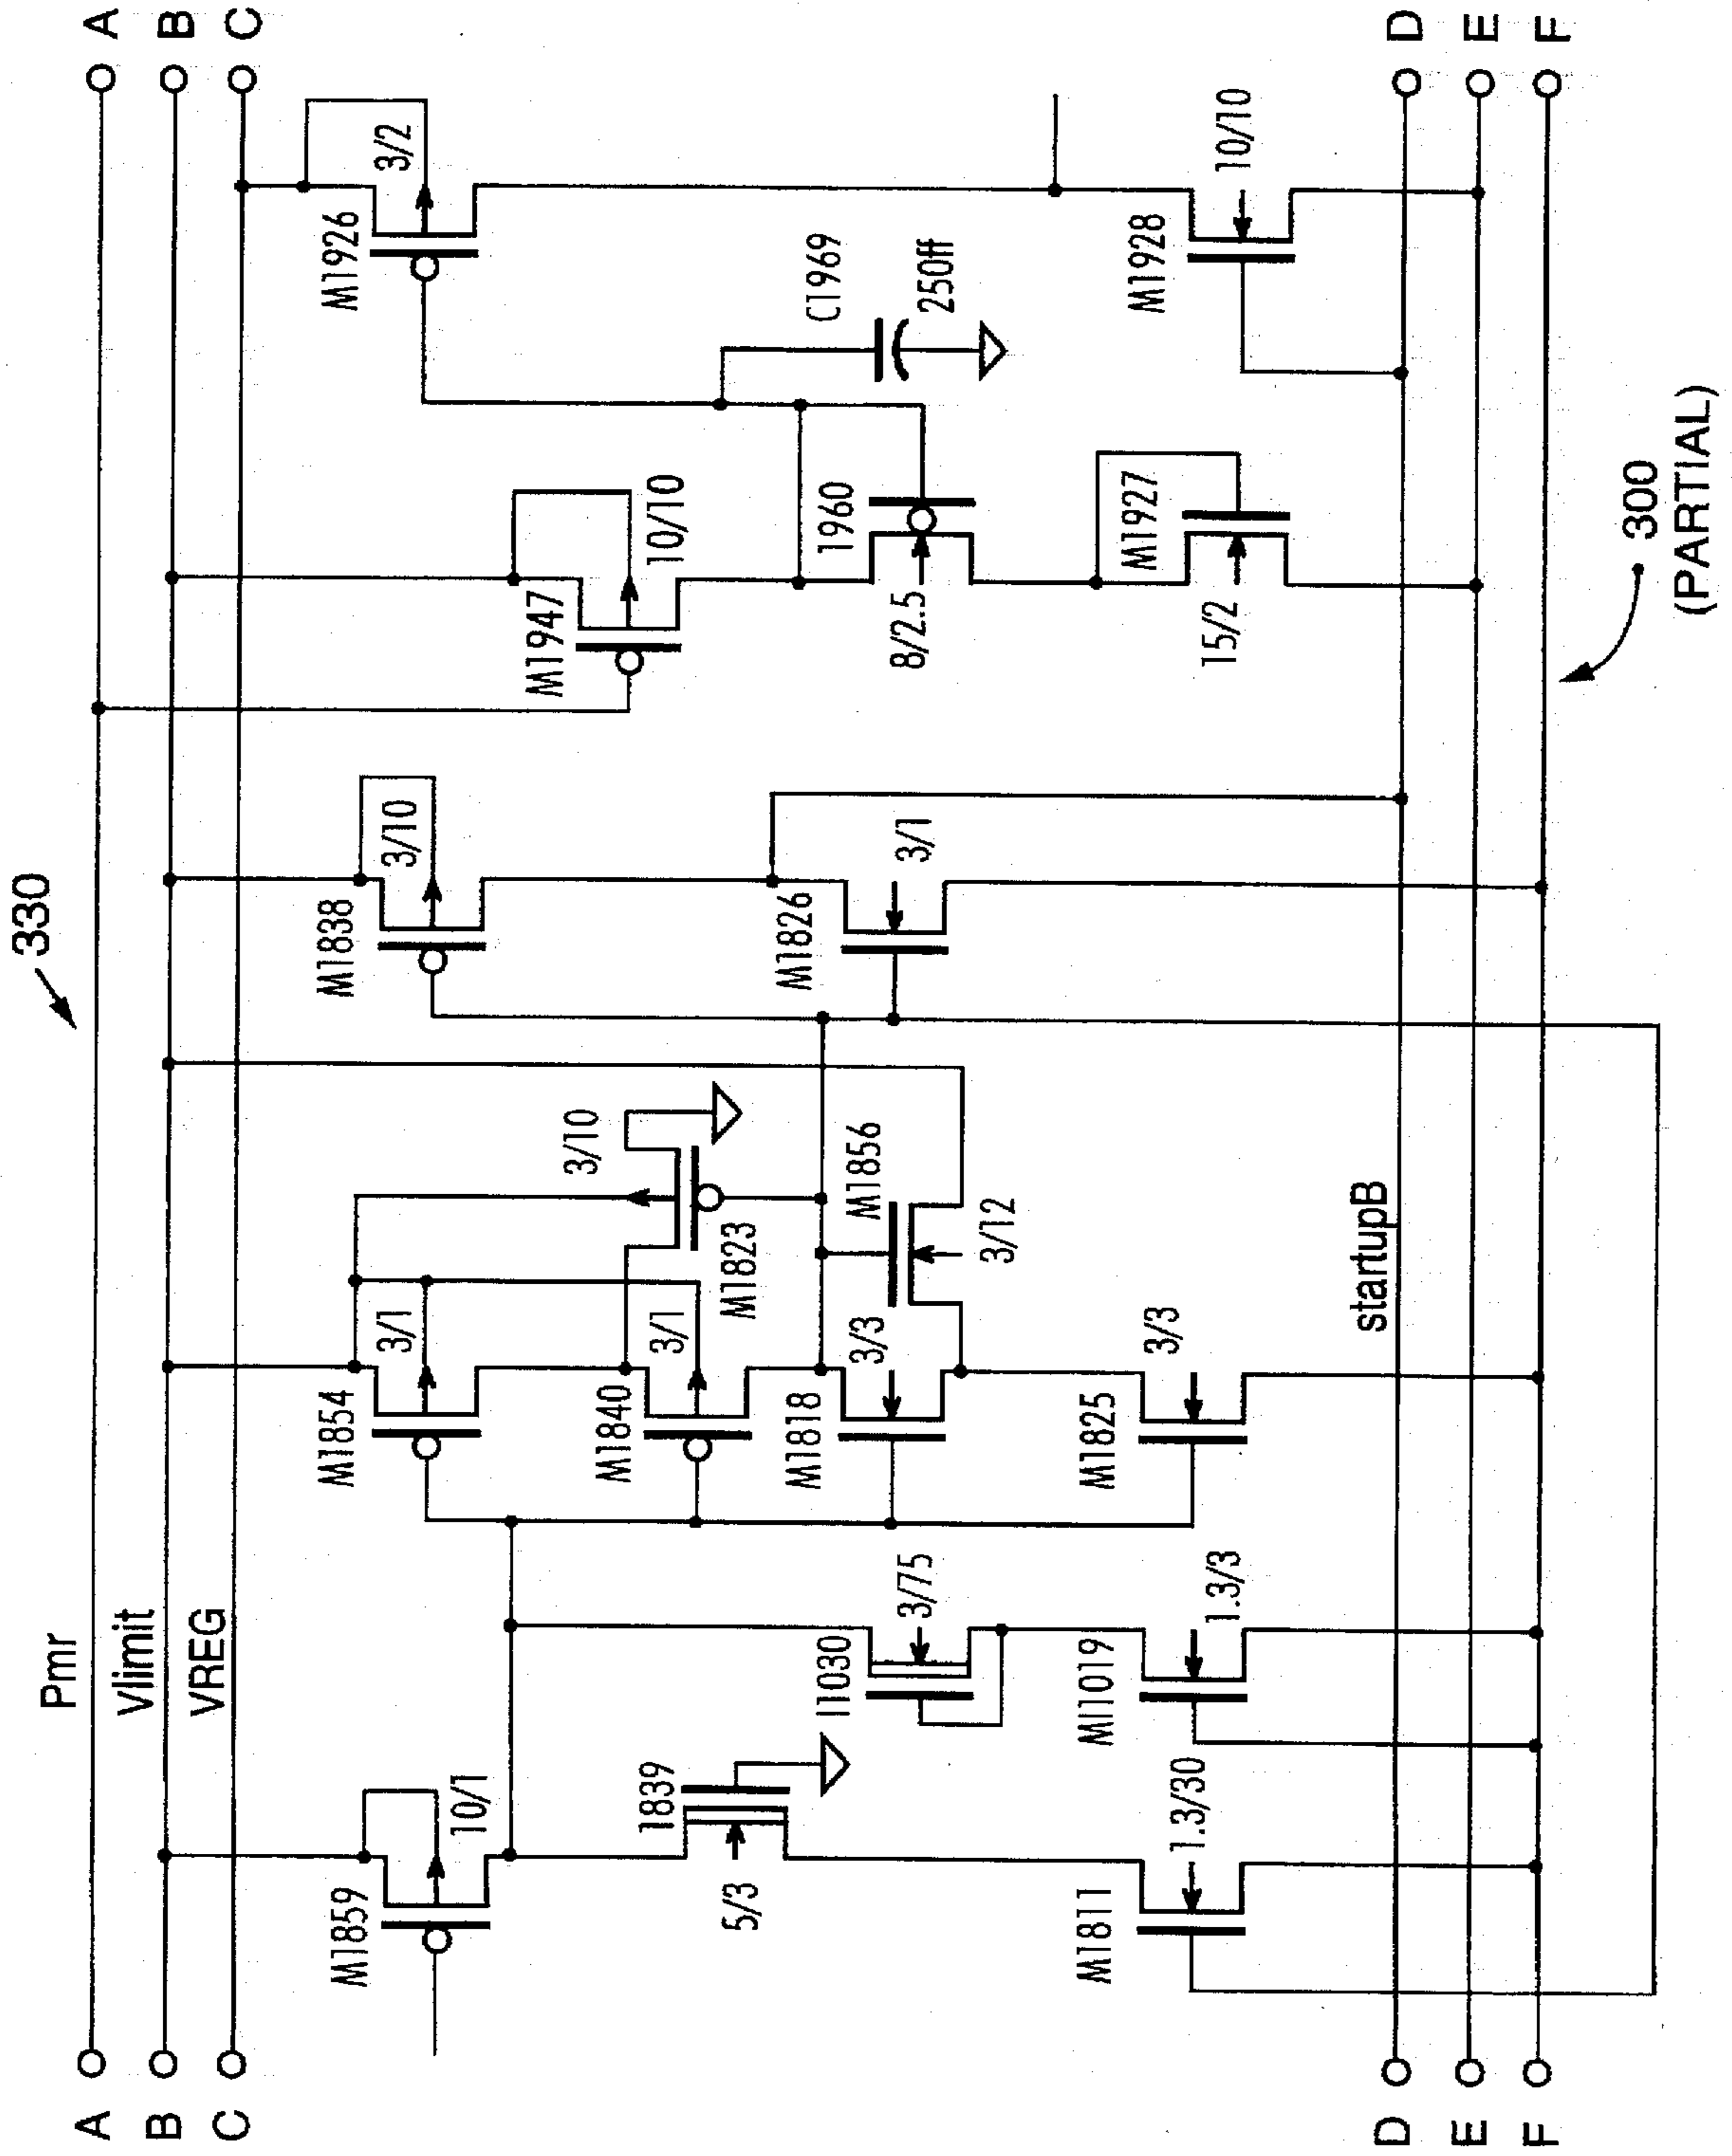 330
A
B
C
Pmr
Vlimit
VREG
A
B
C
M1859
10/1
M1854
3/1
M1840
3/1
M1823
3/10
M1838
3/10
M1947
10/10
M1926
3/2
1839
5/3
I1030
3/75
M1818
3/3
M1856
3/12
M1826
3/1
1960
8/2.5
C1969
250ff
M1811
1.3/30
M11019
1.3/3
M1825
3/3
M1927
15/2
M1928
10/10
startupB
D
E
F
D
E
F
300
(PARTIAL)